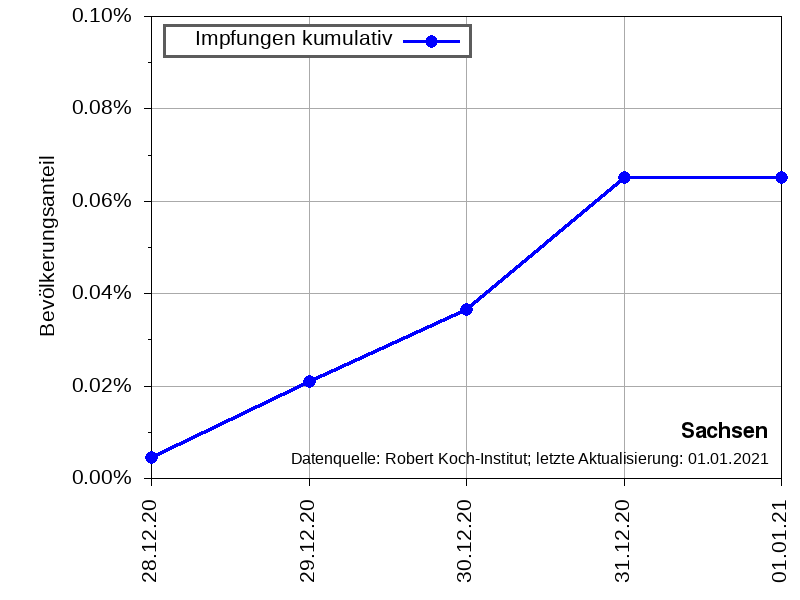 0.10%
Impfungen kumulativ
0.08%
0.06%
0.04%
0.02%
0.00%
Bevölkerungsanteil
Sachsen
Datenquelle: Robert Koch-Institut; letzte Aktualisierung: 01.01.2021
28.12.20
29.12.20
30.12.20
31.12.20
01.01.21